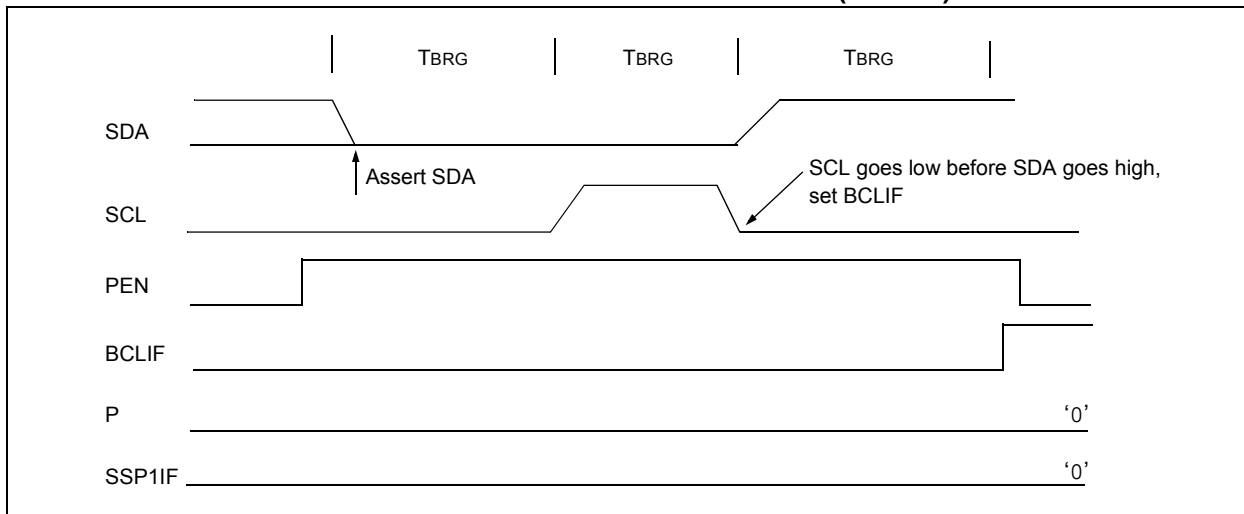 TBRG TBRG TBRG
SDA
Assert SDA
SCL goes low before SDA goes high,
set BCLIF
SCL
PEN
BCLIF
P '0'
SSP1IF '0'